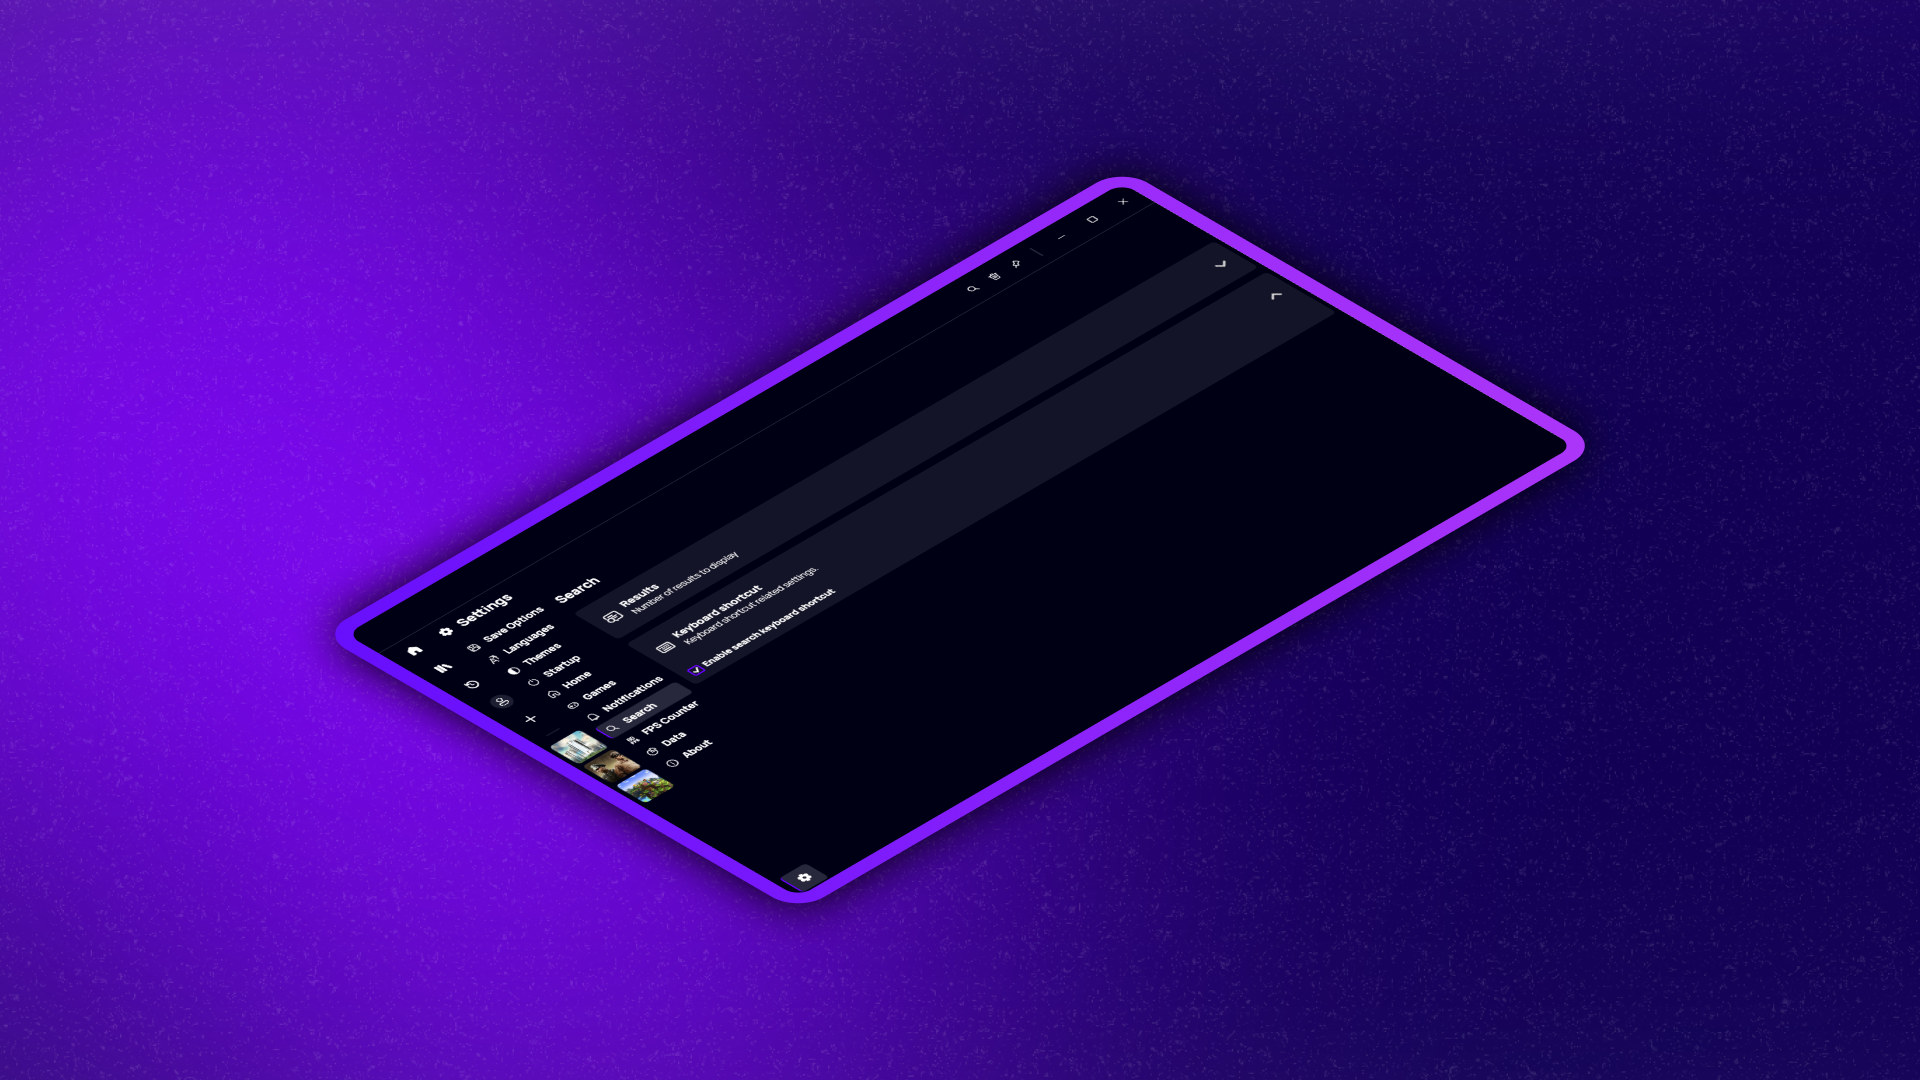 Settings
Save Options
Languages
Themes
Startup
Home
Games
Notifications
Search
FPS Counter
Data
About
Search
Results
Number of results to display
Keyboard shortcut
Keyboard shortcut related settings.
Enable search keyboard shortcut